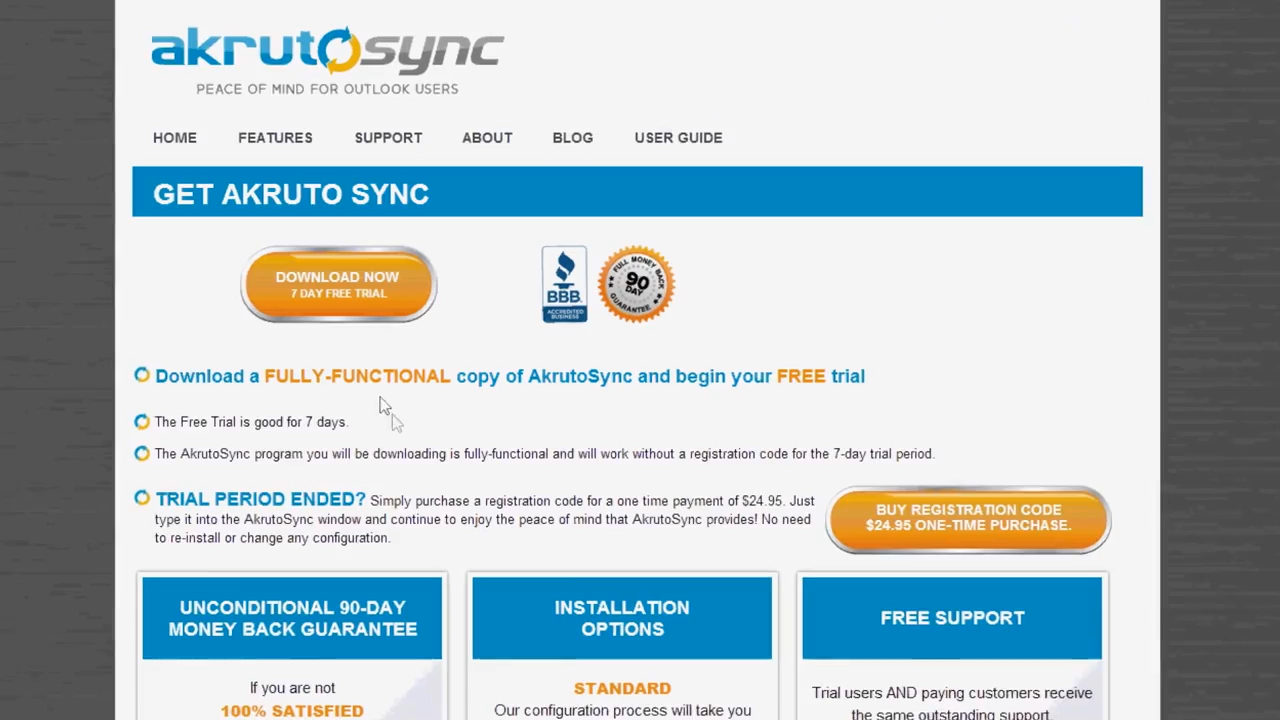 akrutosync
PEACE OF MIND FOR OUTLOOK USERS
HOME FEATURES SUPPORT ABOUT BLOG USER GUIDE
GET AKRUTO SYNC
DOWNLOAD NOW
7 DAY FREE TRIAL
BBB.
ACCREDITED
BUSINESS
FULL MONEY BACK
90
DAY
GUARANTEE
Download a FULLY-FUNCTIONAL copy of AkrutoSync and begin your FREE trial
The Free Trial is good for 7 days.
The AkrutoSync program you will be downloading is fully-functional and will work without a registration code for the 7-day trial period.
TRIAL PERIOD ENDED? Simply purchase a registration code for a one time payment of $24.95. Just
type it into the AkrutoSync window and continue to enjoy the peace of mind that AkrutoSync provides! No need
to re-install or change any configuration.
BUY REGISTRATION CODE
$24.95 ONE-TIME PURCHASE.
UNCONDITIONAL 90-DAY
MONEY BACK GUARANTEE
If you are not
100% SATISFIED
INSTALLATION
OPTIONS
STANDARD
Our configuration process will take you
FREE SUPPORT
Trial users AND paying customers receive
the same outstanding support.